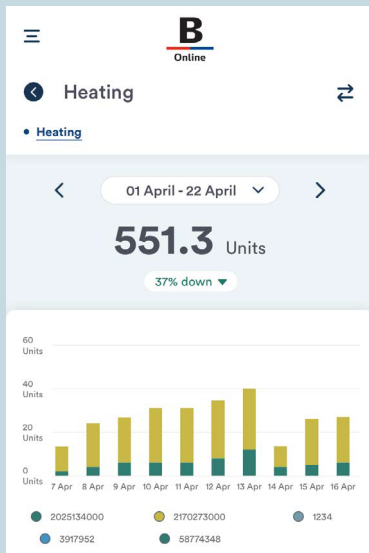 B
Online
Heating
Heating
01 April - 22 April
551.3 Units
37% down
60
Units
40
Units
20
Units
0
Units
7 Apr 8 Apr 9 Apr 10 Apr 11 Apr 12 Apr 13 Apr 14 Apr 15 Apr 16 Apr
2025134000 2170273000 1234
3917952 58774348